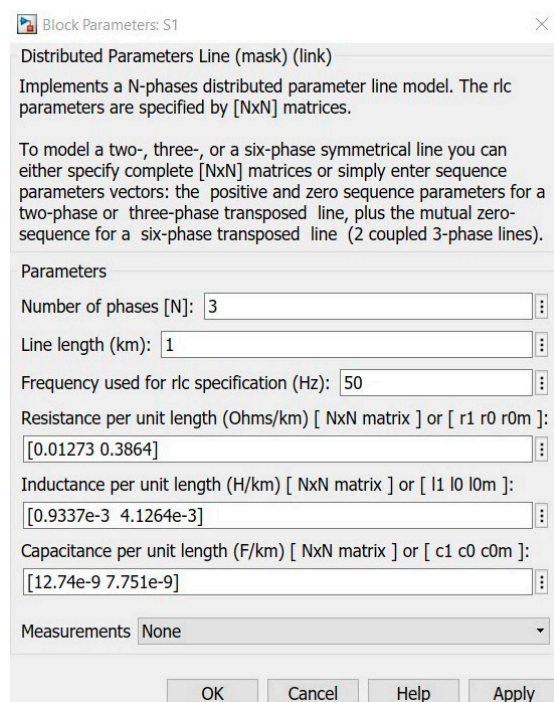 Block Parameters: S1
Distributed Parameters Line (mask) (link)
Implements a N-phases distributed parameter line model. The rlc
parameters are specified by [NxN] matrices.
To model a two-, three-, or a six-phase symmetrical line you can
either specify complete [NxN] matrices or simply enter sequence
parameters vectors: the positive and zero sequence parameters for a
two-phase or three-phase transposed line, plus the mutual zero-
sequence for a six-phase transposed line (2 coupled 3-phase lines).
Parameters
Number of phases [N]: 3
Line length (km): 1
Frequency used for rlc specification (Hz): 50
Resistance per unit length (Ohms/km) [ NxN matrix ] or [ r1 r0 r0m ]:
[0.01273 0.3864]
Inductance per unit length (H/km) [ NxN matrix ] or [ l1 l0 l0m ]:
[0.9337e-3 4.1264e-3]
Capacitance per unit length (F/km) [ NxN matrix ] or [ c1 c0 c0m ]:
[12.74e-9 7.751e-9]
Measurements None
OK Cancel Help Apply